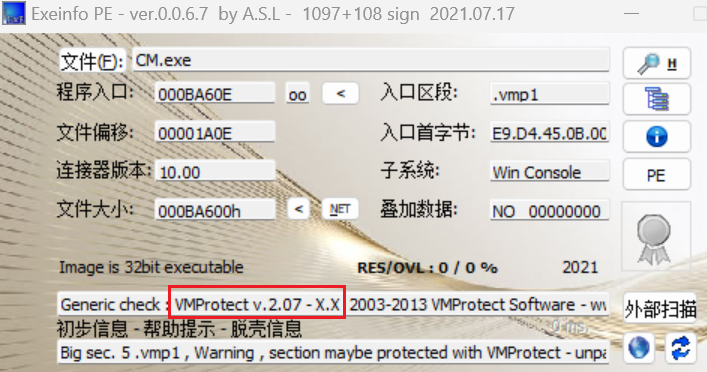 Exeinfo PE - ver.0.0.6.7 by A.S.L - 1097+108 sign 2021.07.17
文件(F): CM.exe H
程序入口: 000BA60E oo < 入口区段: .vmp1
文件偏移: 00001A0E 入口首字节: E9.D4.45.0B.00
连接器版本: 10.00 子系统: Win Console PE
文件大小: 000BA600h < NET 叠加数据: NO 00000000
Image is 32bit executable RES/OVL : 0 / 0 % 2021
Generic check : VMProtect v.2.07 - X.X 2003-2013 VMProtect Software - ww 外部扫描
初步信息 - 帮助提示 - 脱壳信息 0 ms.
Big sec. 5 .vmp1 , Warning , section maybe protected with VMProtect - unpa